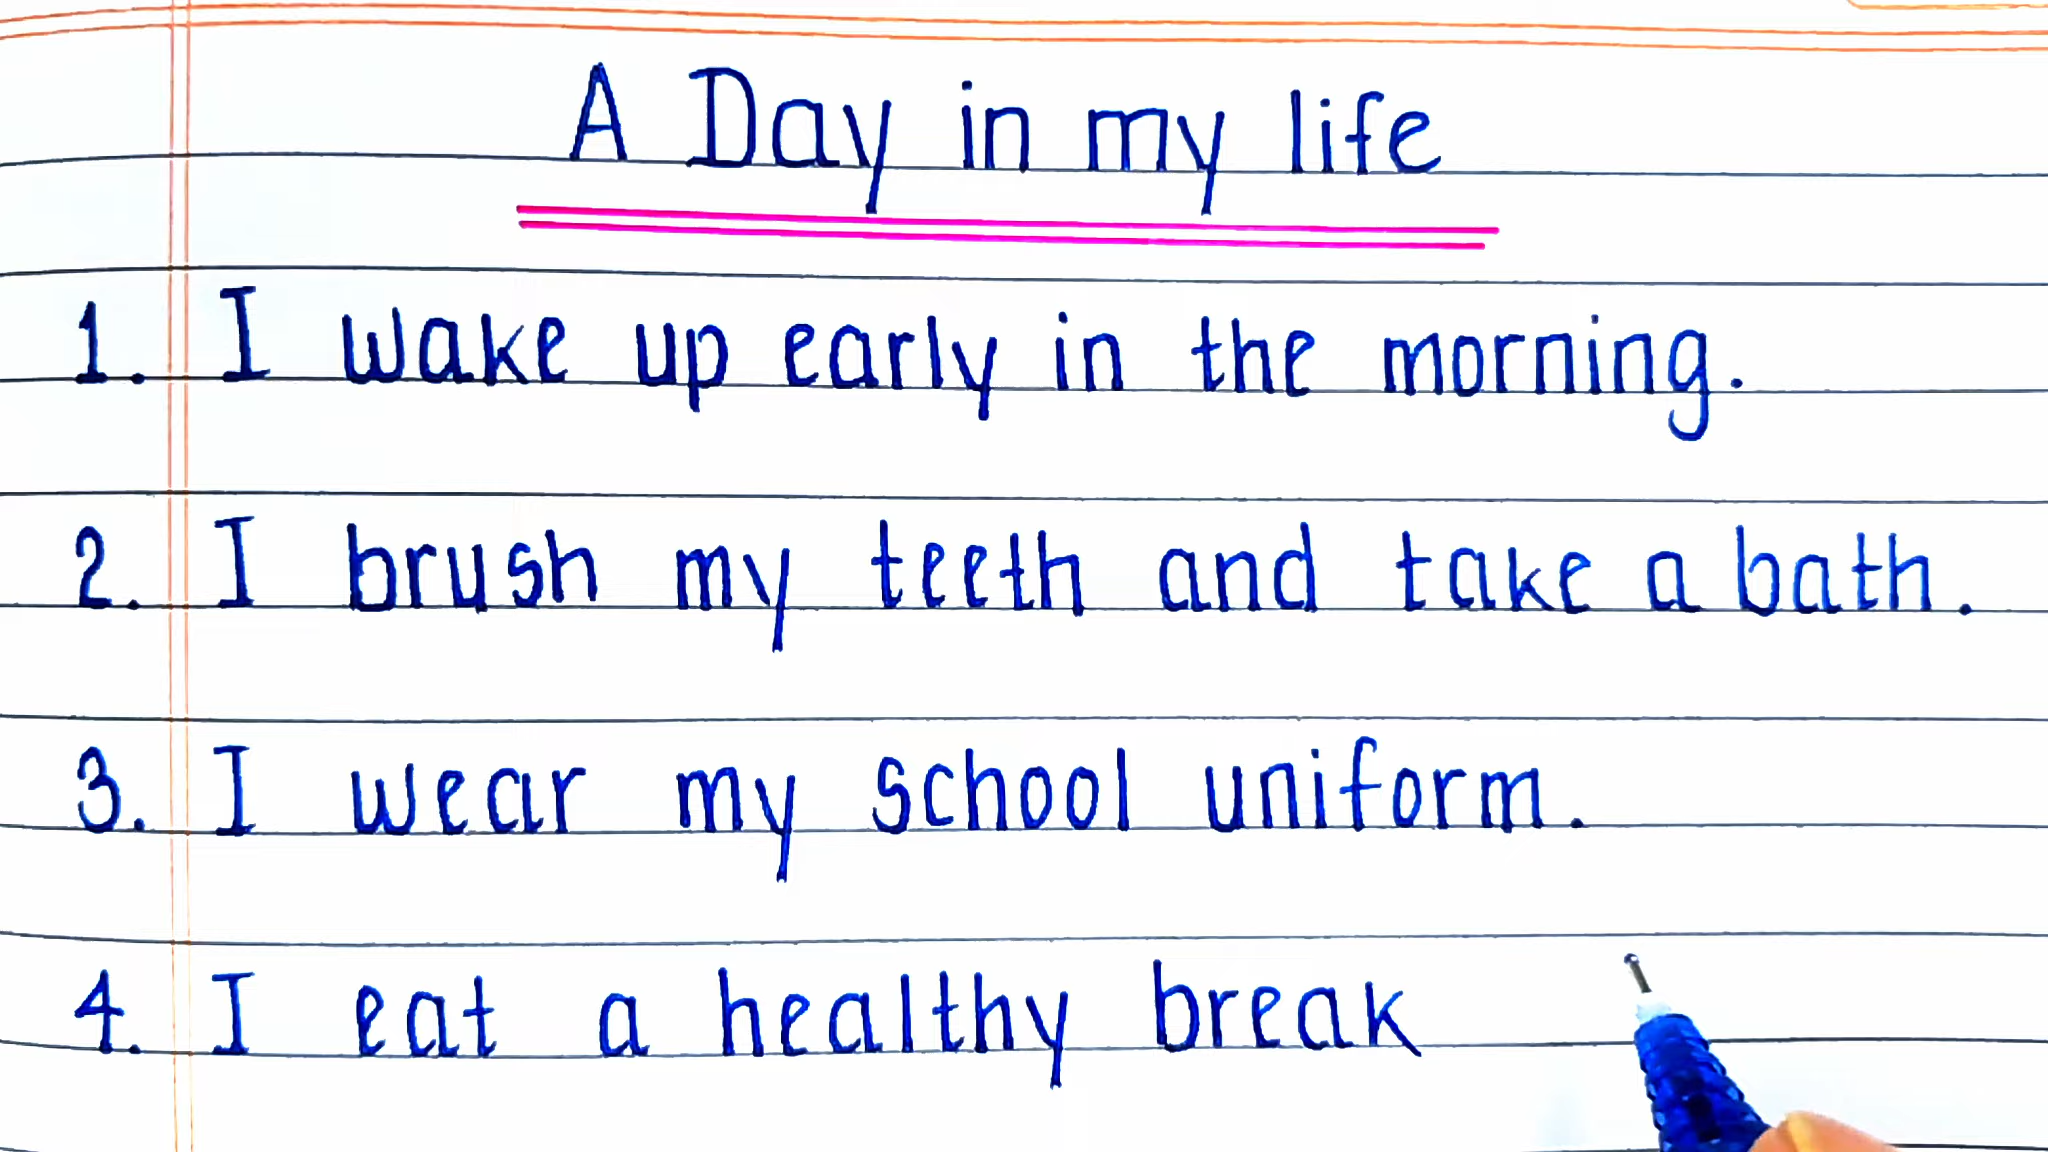 A Day in my life
1. I wake up early in the morning.
2. I brush my teeth and take a bath.
3. I wear my school uniform.
4. I eat a healthy break